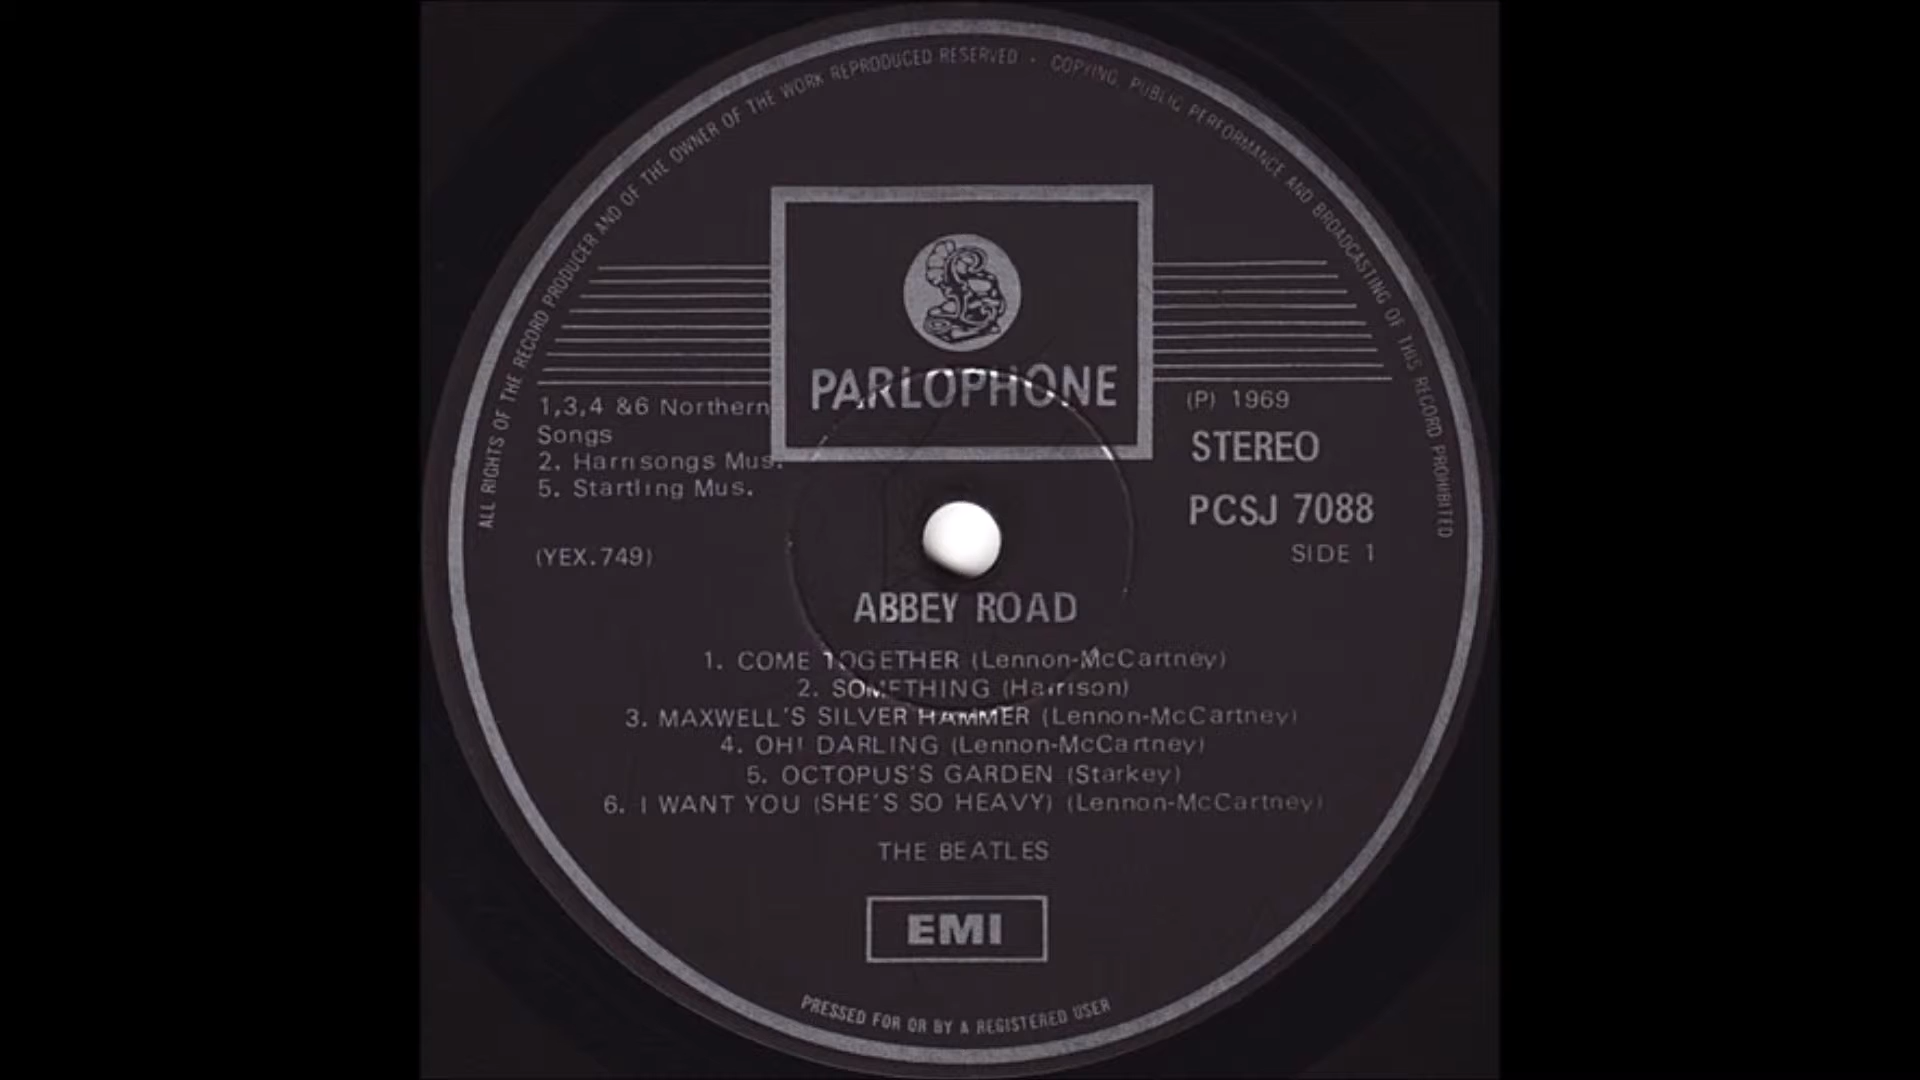 ALL RIGHTS OF THE RECORD PRODUCER AND OF THE OWNER OF THE WORK REPRODUCED RESERVED · COPYING, PUBLIC PERFORMANCE AND BROADCASTING OF THIS RECORD PROHIBITED
PARLOPHONE
1,3,4 &6 Northern
Songs
2. Harrisongs Mus.
5. Startling Mus.
(YEX.749)
(P) 1969
STEREO
PCSJ 7088
SIDE 1
ABBEY ROAD
1. COME TOGETHER (Lennon-McCartney)
2. SOMETHING (Harrison)
3. MAXWELL'S SILVER HAMMER (Lennon-McCartney)
4. OH! DARLING (Lennon-McCartney)
5. OCTOPUS'S GARDEN (Starkey)
6. I WANT YOU (SHE'S SO HEAVY) (Lennon-McCartney)
THE BEATLES
EMI
PRESSED FOR OR BY A REGISTERED USER